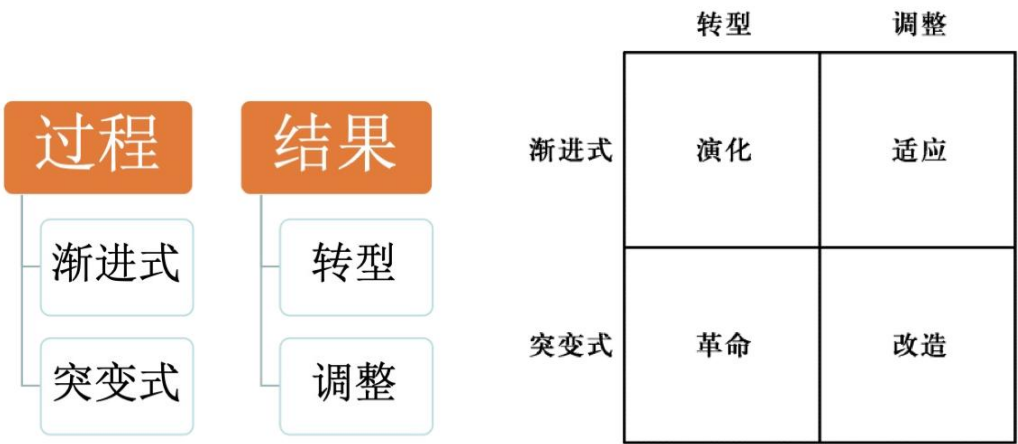 过程
渐进式
突变式
结果
转型
调整
转型 调整
渐进式 演化 适应
突变式 革命 改造